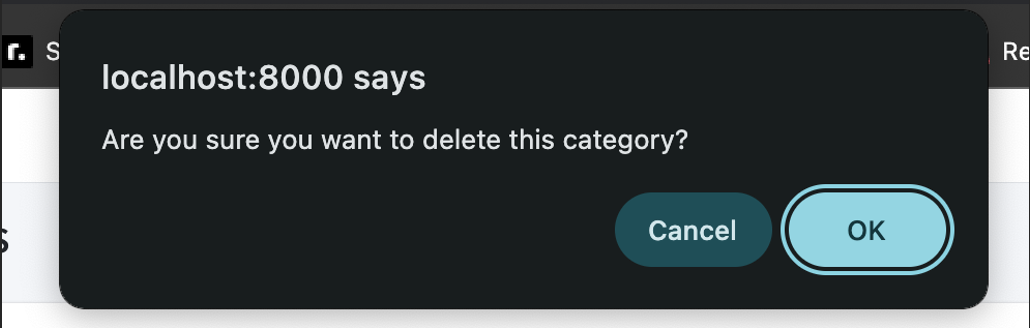 r.
localhost:8000 says
Are you sure you want to delete this category?
Cancel
OK